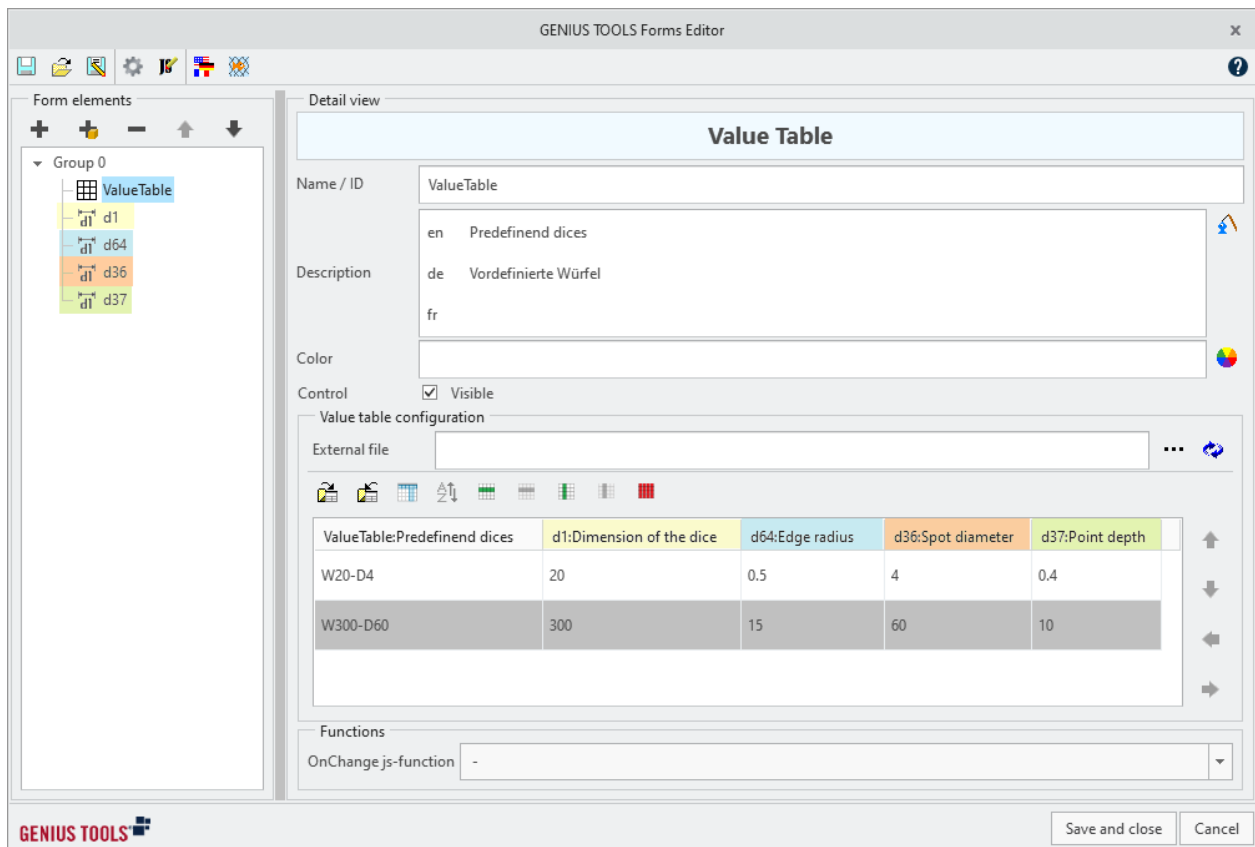 GENIUS TOOLS Forms Editor
Form elements
Group 0
ValueTable
d1 d1
d1 d64
d1 d36
d1 d37
Detail view
Value Table
Name / ID ValueTable
Description
en Predefinend dices
de Vordefinierte Würfel
fr
Color
Control Visible
Value table configuration
External file
ValueTable:Predefinend dices d1:Dimension of the dice d64:Edge radius d36:Spot diameter d37:Point depth
W20-D4 20 0.5 4 0.4
W300-D60 300 15 60 10
Functions
OnChange js-function -
GENIUS TOOLS
Save and close Cancel